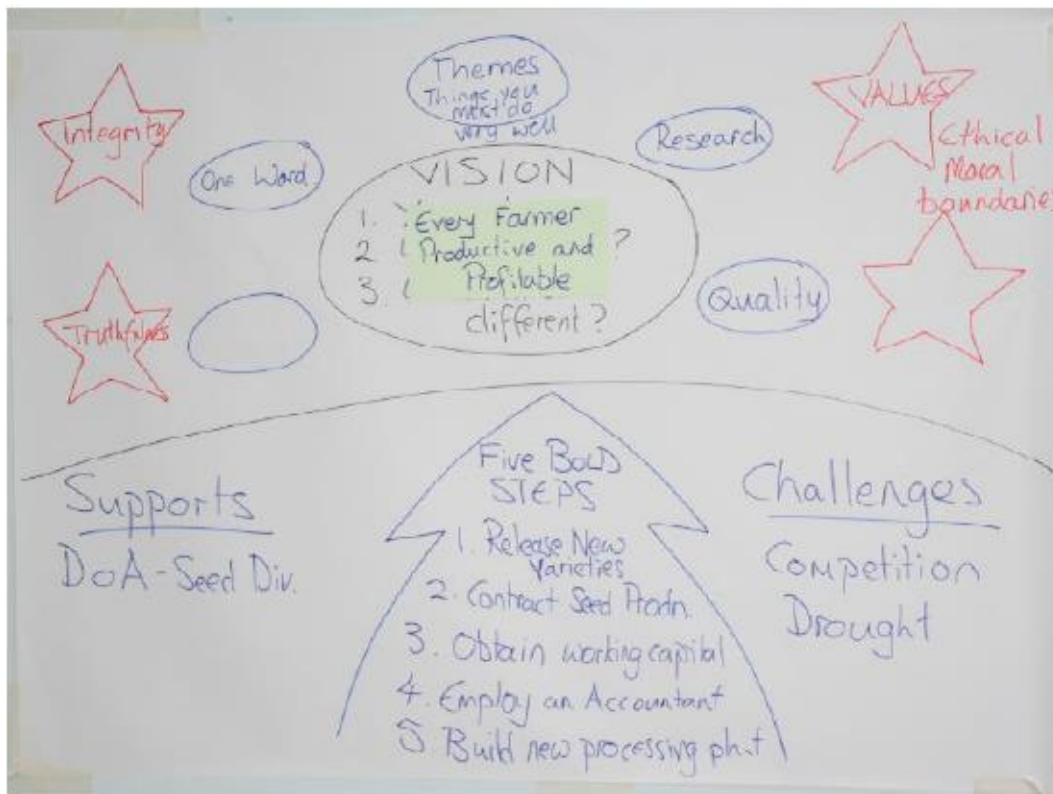 Themes
Things you
must do
very well
Integrity
VALUES
Ethical
Moral
boundaries
One Word
Research
VISION
1.
Every Farmer
2
Productive and ?
3
Profilable
different?
Quality
Truthfulness
Supports
DoA-Seed Div.
Five BOLD
STEPS
1. Release New
Varieties
2. Contract Seed Prodn.
3. Obtain working capital
4. Employ an Accountant
5. Build new processing plant
Challenges
Competition
Drought